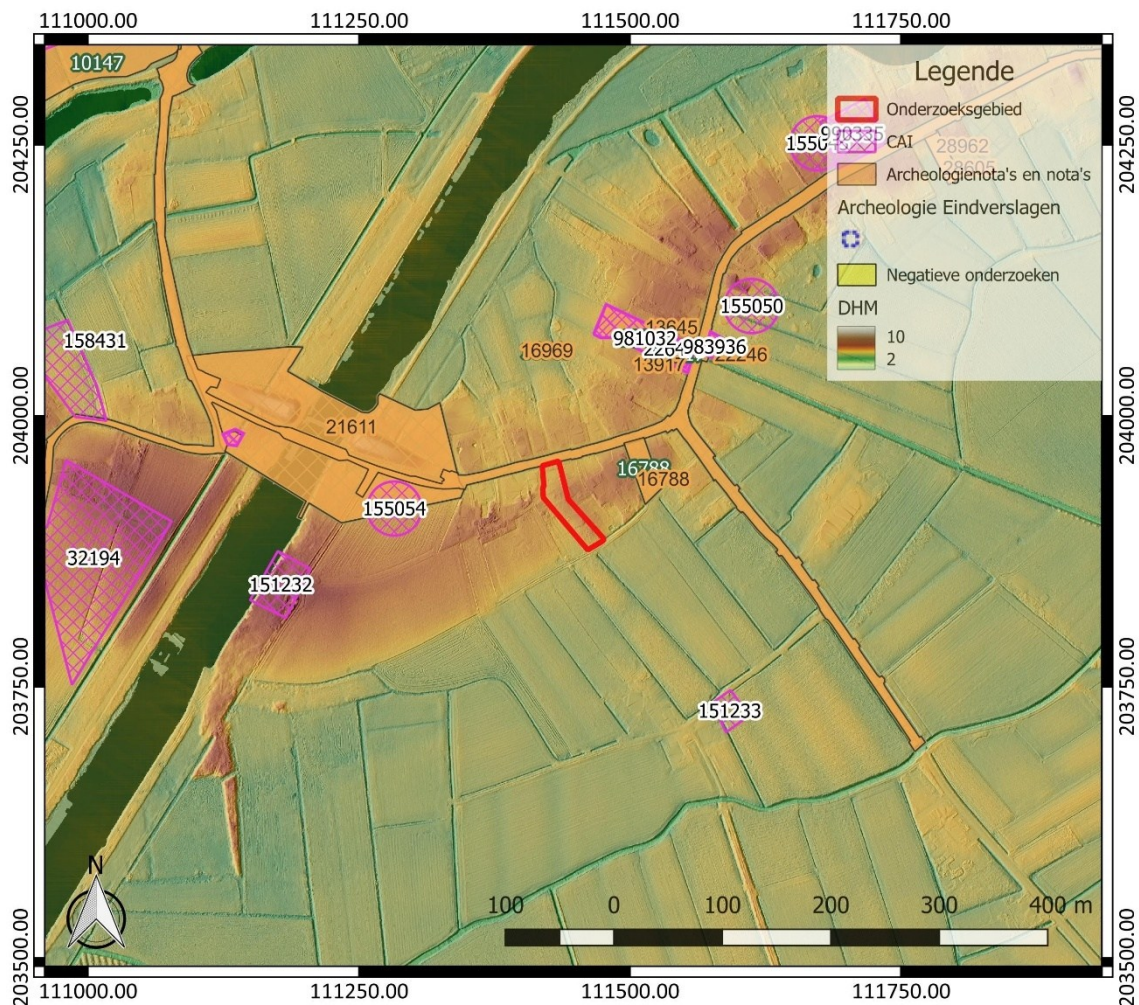 111000.00 111250.00 111500.00 111750.00
204250.00
204000.00
203750.00
203500.00
204250.00
204000.00
203750.00
203500.00
111000.00 111250.00 111500.00 111750.00
Legende
Onderzoeksgebied
CAI
Archeologienota's en nota's
Archeologie Eindverslagen
Negatieve onderzoeken
DHM
10
2
10147
28962
28605
158431
155050
13645
981032
983936
16969
13917
21611
16788
16788
155054
32194
151232
151233
N
100 0 100 200 300 400 m